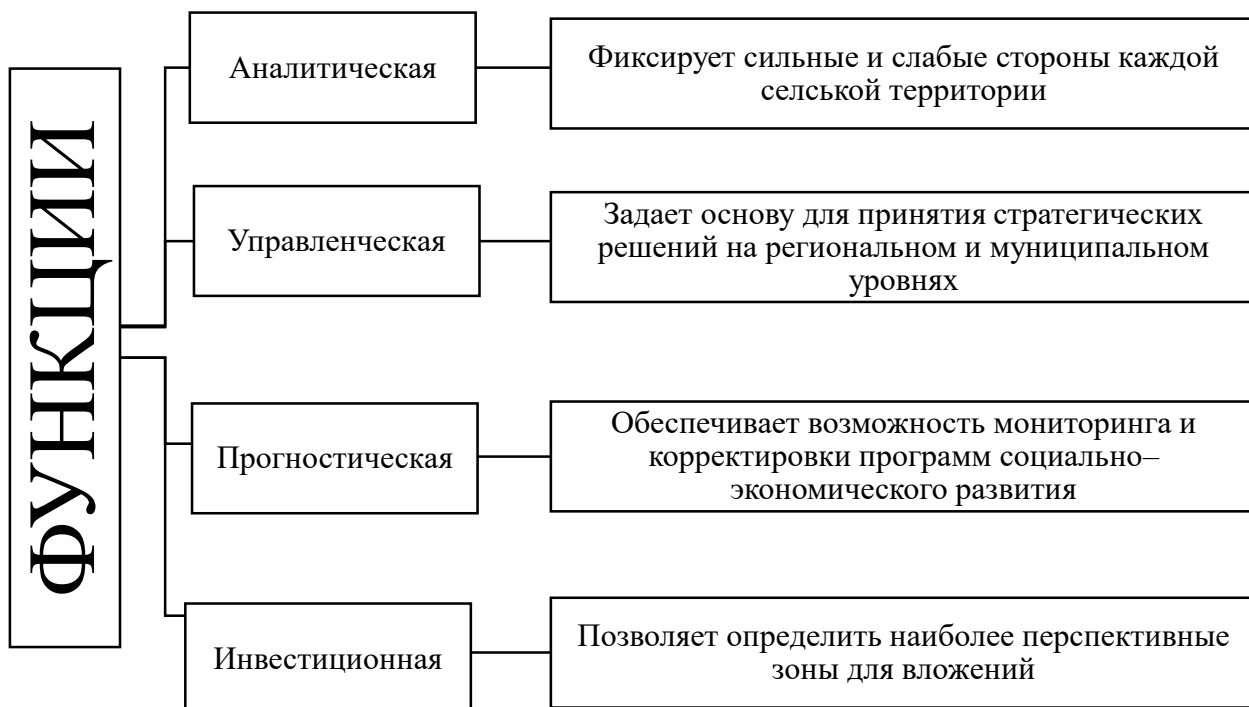 ФУНКЦИИ
Аналитическая
Фиксирует сильные и слабые стороны каждой
селськой территории
Управленческая
Задает основу для принятия стратегических
решений на региональном и муниципальном
уровнях
Прогностическая
Обеспечивает возможность мониторинга и
корректировки программ социально–
экономического развития
Инвестиционная
Позволяет определить наиболее перспективные
зоны для вложений